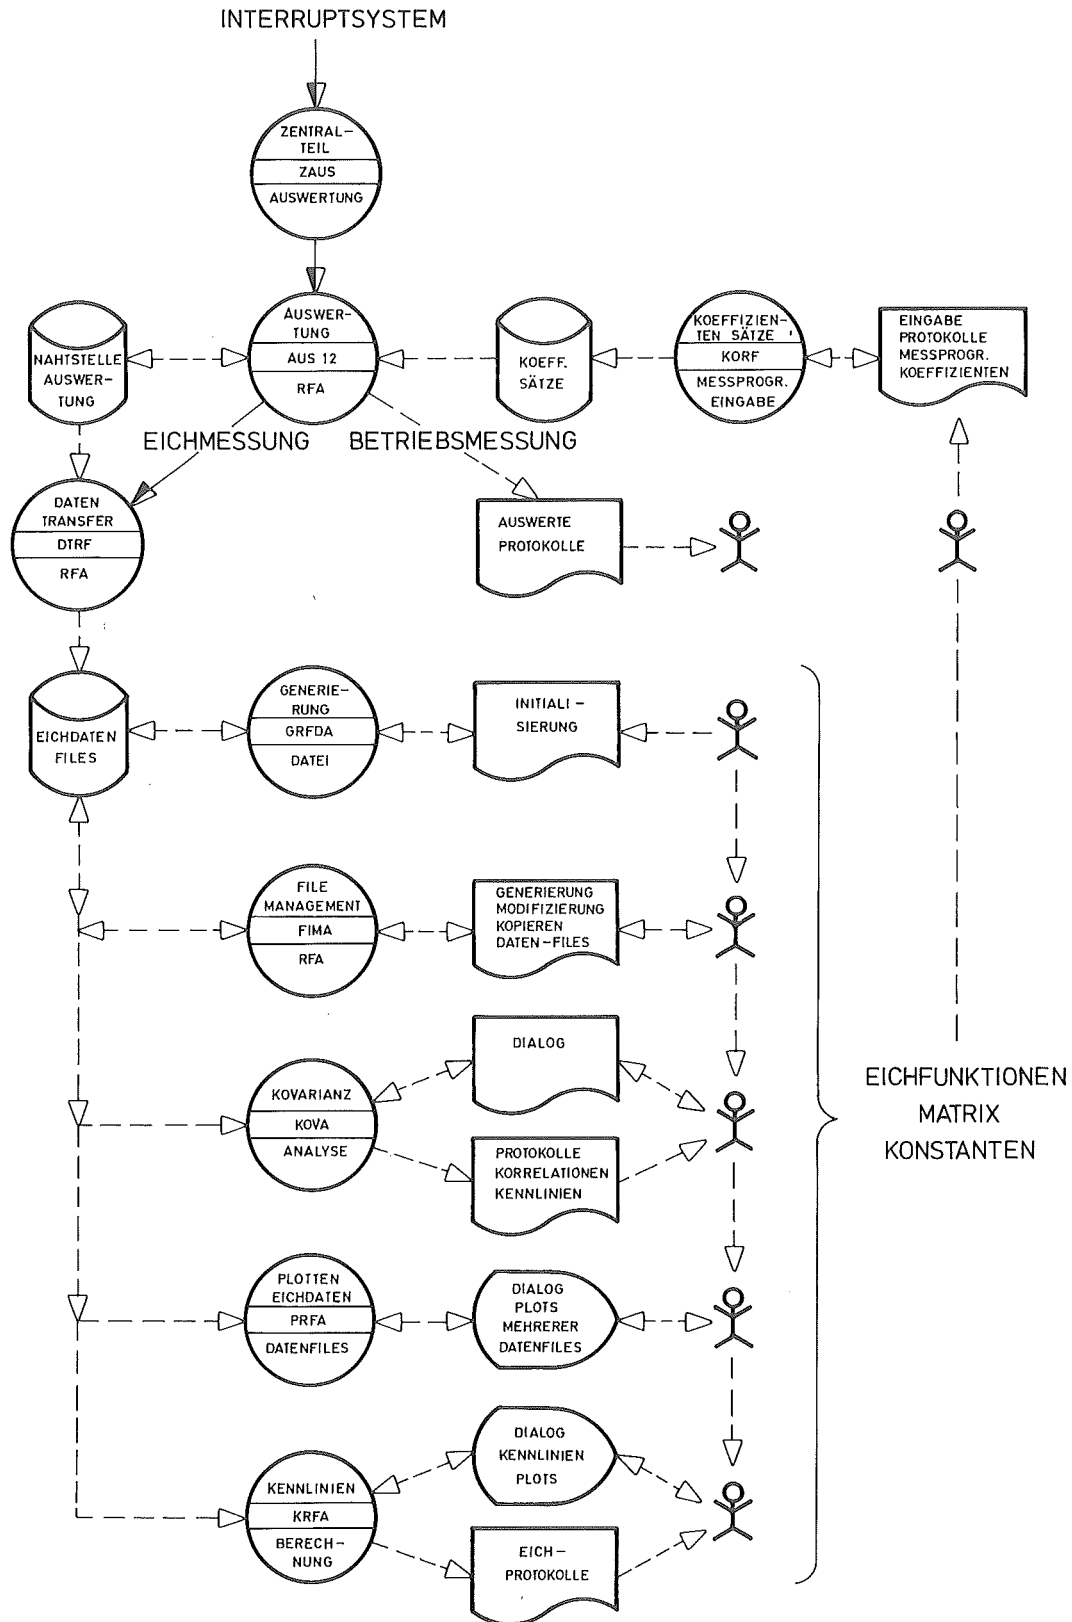 INTERRUPTSYSTEM
ZENTRAL-
TEIL
ZAUS
AUSWERTUNG
NAHTSTELLE
AUSWER-
TUNG
AUSWER-
TUNG
AUS 12
RFA
KOEFF.
SÄTZE
KOEFFIZIEN-
TEN SÄTZE
KORF
MESSPROGR.
EINGABE
EINGABE
PROTOKOLLE
MESSPROGR.
KOEFFIZIENTEN
EICHMESSUNG
BETRIEBSMESSUNG
DATEN
TRANSFER
DTRF
RFA
AUSWERTE
PROTOKOLLE
EICHDATEN
FILES
GENERIE-
RUNG
GRFDA
DATEI
INITIALI-
SIERUNG
FILE
MANAGEMENT
FIMA
RFA
GENERIERUNG
MODIFIZIERUNG
KOPIEREN
DATEN-FILES
KOVARIANZ
KOVA
ANALYSE
DIALOG
PROTOKOLLE
KORRELATIONEN
KENNLINIEN
EICHFUNKTIONEN
MATRIX
KONSTANTEN
PLOTTEN
EICHDATEN
PRFA
DATENFILES
DIALOG
PLOTS
MEHRERER
DATENFILES
KENNLINIEN
KRFA
BERECH-
NUNG
DIALOG
KENNLINIEN
PLOTS
EICH-
PROTOKOLLE